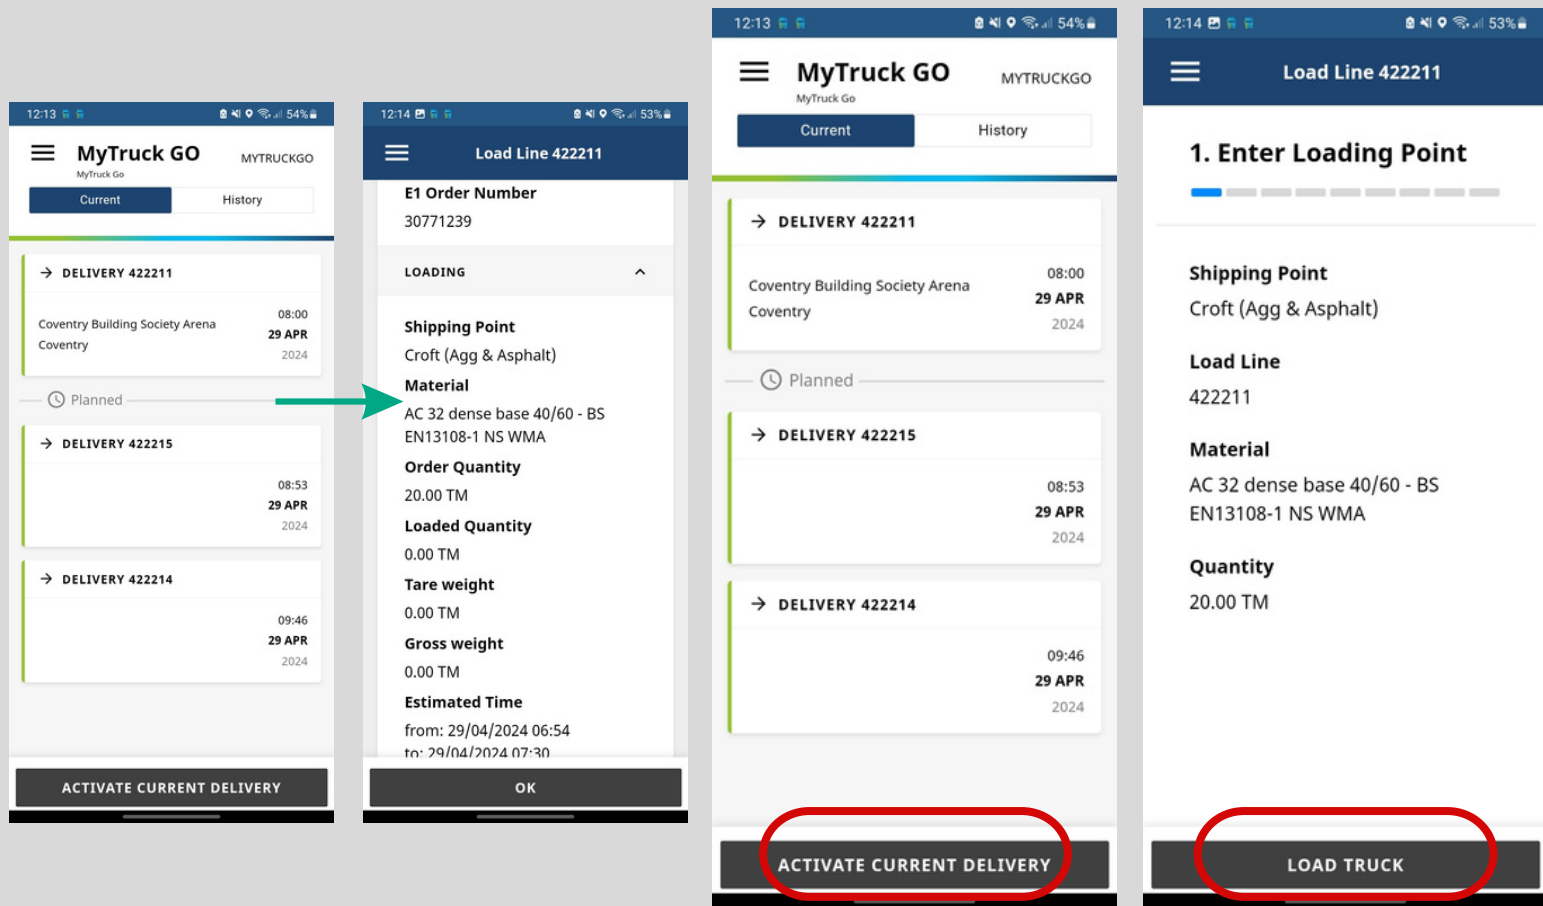 12:13
54%
MyTruck GO
MYTRUCKGO
MyTruck Go
Current
History
DELIVERY 422211
08:00
Coventry Building Society Arena
29 APR
Coventry
2024
Planned
DELIVERY 422215
08:53
29 APR
2024
DELIVERY 422214
09:46
29 APR
2024
ACTIVATE CURRENT DELIVERY
12:14
53%
Load Line 422211
E1 Order Number
30771239
LOADING
Shipping Point
Croft (Agg & Asphalt)
Material
AC 32 dense base 40/60 - BS
EN13108-1 NS WMA
Order Quantity
20.00 TM
Loaded Quantity
0.00 TM
Tare weight
0.00 TM
Gross weight
0.00 TM
Estimated Time
from: 29/04/2024 06:54
to: 29/04/2024 07:30
OK
12:13
54%
MyTruck GO
MYTRUCKGO
MyTruck Go
Current
History
DELIVERY 422211
08:00
Coventry Building Society Arena
29 APR
Coventry
2024
Planned
DELIVERY 422215
08:53
29 APR
2024
DELIVERY 422214
09:46
29 APR
2024
ACTIVATE CURRENT DELIVERY
12:14
53%
Load Line 422211
1. Enter Loading Point
Shipping Point
Croft (Agg & Asphalt)
Load Line
422211
Material
AC 32 dense base 40/60 - BS
EN13108-1 NS WMA
Quantity
20.00 TM
LOAD TRUCK